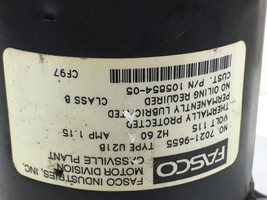 FASCO
FASCO INDUSTRIES, INC.
MOTOR DIVISION
CASSVILLE PLANT
NO. 7021-9655 TYPE U21B
VOLT 115 HZ 60 AMP 1.15
THERMALLY PROTECTED
PERMANENTLY LUBRICATED
NO OILING REQUIRED CLASS B
CUST. P/N 105854-05
CF97